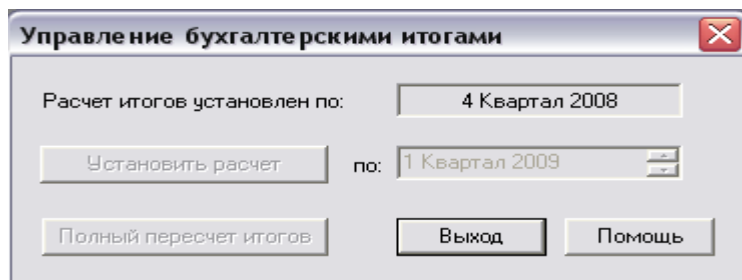 Управление бухгалтерскими итогами
Расчет итогов установлен по: 4 Квартал 2008
Установить расчет по: 1 Квартал 2009
Полный пересчет итогов Выход Помощь